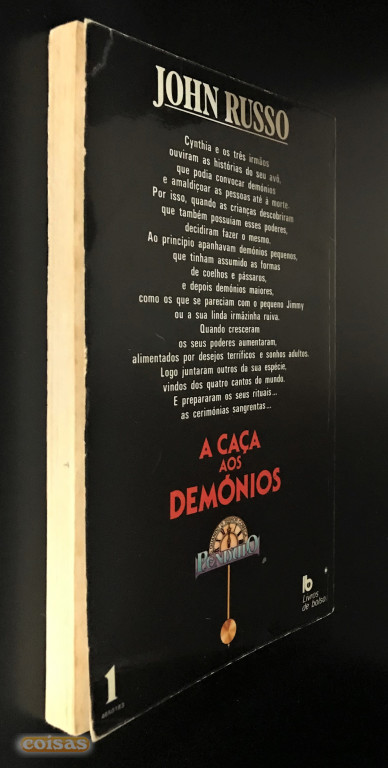 JOHN RUSSO
Cynthia e os três irmãos
ouviram as histórias do seu avô,
que podia convocar demónios
e amaldiçoar as pessoas até à morte.
Por isso, quando as crianças descobriram
que também possuíam esses poderes,
decidiram fazer o mesmo.
Ao princípio apanhavam demónios pequenos,
que tinham assumido as formas
de coelhos e pássaros,
e depois demónios maiores,
como os que se pareciam com o pequeno Jimmy
ou a sua linda irmãzinha ruiva.
Quando cresceram
os seus poderes aumentaram,
alimentados por desejos terríficos e sonhos adultos.
Logo juntaram outros da sua espécie,
vindos dos quatro cantos do mundo.
E prepararam os seus rituais...
as cerimónias sangrentas...
A CAÇA
AOS
DEMÓNIOS
PÊNDULO
®
lb
Livros
de bolso
1
coisas